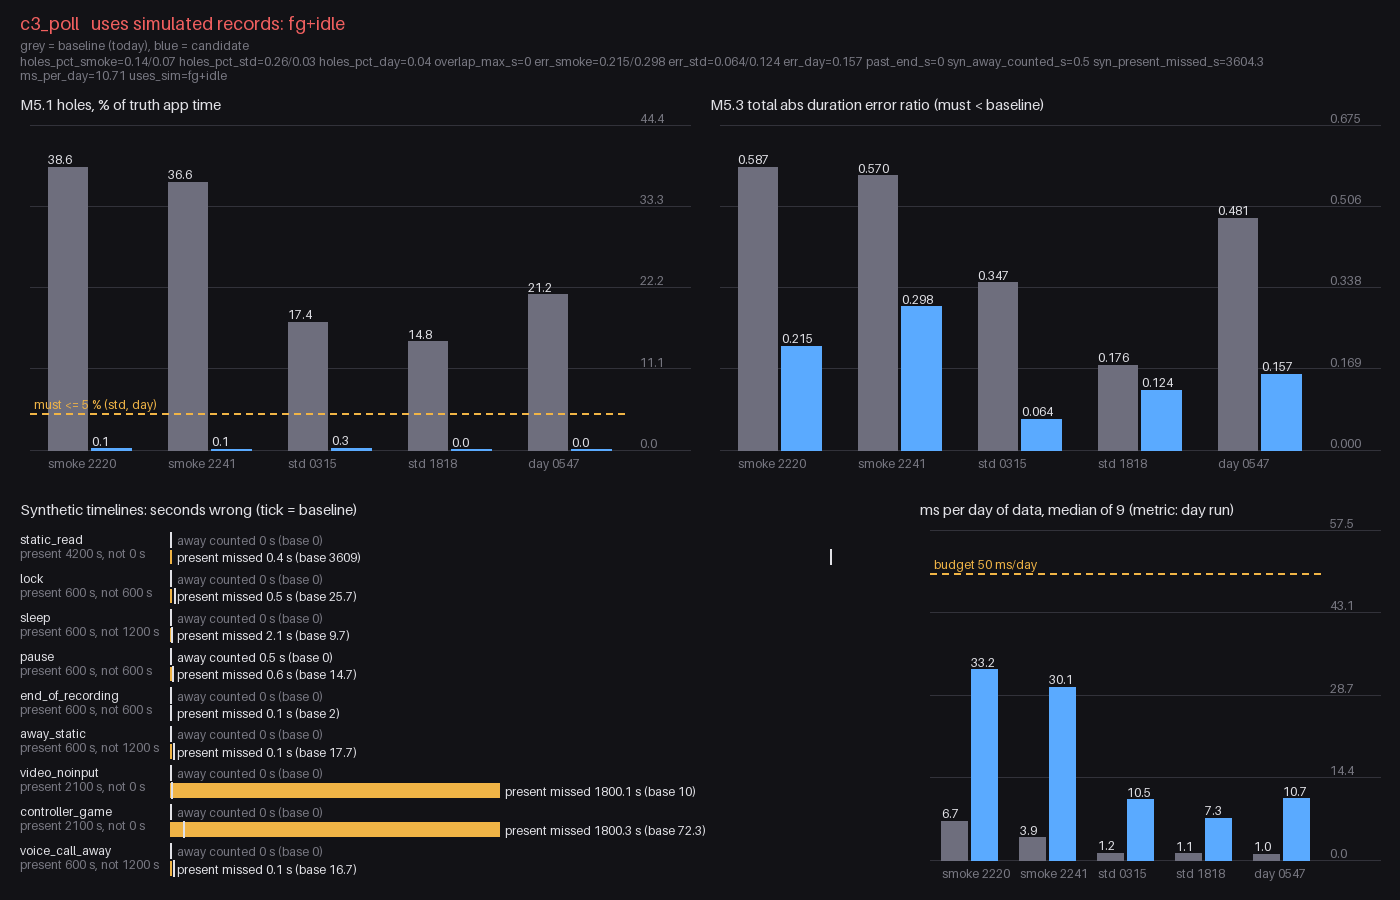 c3_poll uses simulated records: fg+idle
grey = baseline (today), blue = candidate
holes_pct_smoke=0.14/0.07 holes_pct_std=0.26/0.03 holes_pct_day=0.04 overlap_max_s=0 err_smoke=0.215/0.298 err_std=0.064/0.124 err_day=0.157 past_end_s=0 syn_away_counted_s=0.5 syn_present_missed_s=3604.3
ms_per_day=10.71 uses_sim=fg+idle
M5.1 holes, % of truth app time
44.4
38.6
36.6
33.3
22.2
21.2
17.4
14.8
11.1
must <= 5 % (std, day)
0.1
0.1
0.3
0.0
0.0
0.0
smoke 2220
smoke 2241
std 0315
std 1818
day 0547
M5.3 total abs duration error ratio (must < baseline)
0.675
0.587
0.570
0.506
0.481
0.347
0.338
0.298
0.215
0.176
0.169
0.157
0.124
0.064
0.000
smoke 2220
smoke 2241
std 0315
std 1818
day 0547
Synthetic timelines: seconds wrong (tick = baseline)
static_read
present 4200 s, not 0 s
away counted 0 s (base 0)
present missed 0.4 s (base 3609)
lock
present 600 s, not 600 s
away counted 0 s (base 0)
present missed 0.5 s (base 25.7)
sleep
present 600 s, not 1200 s
away counted 0 s (base 0)
present missed 2.1 s (base 9.7)
pause
present 600 s, not 600 s
away counted 0.5 s (base 0)
present missed 0.6 s (base 14.7)
end_of_recording
present 600 s, not 600 s
away counted 0 s (base 0)
present missed 0.1 s (base 2)
away_static
present 600 s, not 1200 s
away counted 0 s (base 0)
present missed 0.1 s (base 17.7)
video_noinput
present 2100 s, not 0 s
away counted 0 s (base 0)
present missed 1800.1 s (base 10)
controller_game
present 2100 s, not 0 s
away counted 0 s (base 0)
present missed 1800.3 s (base 72.3)
voice_call_away
present 600 s, not 1200 s
away counted 0 s (base 0)
present missed 0.1 s (base 16.7)
ms per day of data, median of 9 (metric: day run)
57.5
budget 50 ms/day
43.1
33.2
30.1
28.7
14.4
10.5
10.7
7.3
6.7
3.9
1.2
1.1
1.0
0.0
smoke 2220
smoke 2241
std 0315
std 1818
day 0547